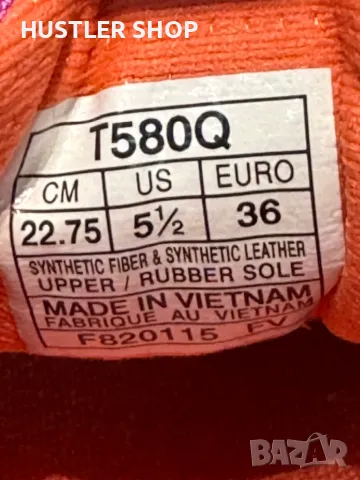 HUSTLER SHOP
T580Q
CM US EURO
22.75 5½ 36
SYNTHETIC FIBER & SYNTHETIC LEATHER
UPPER / RUBBER SOLE
MADE IN VIETNAM
FABRIQUE AU VIETNAM
F820115 FV
bazar